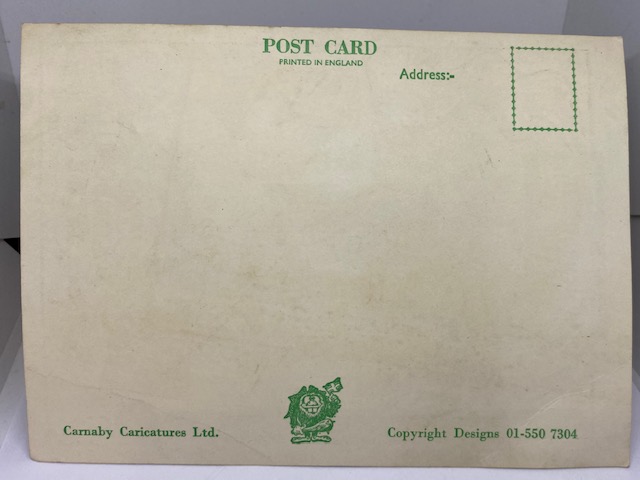 POST CARD
PRINTED IN ENGLAND
Address:-
Carnaby Caricatures Ltd.
Copyright Designs 01-550 7304